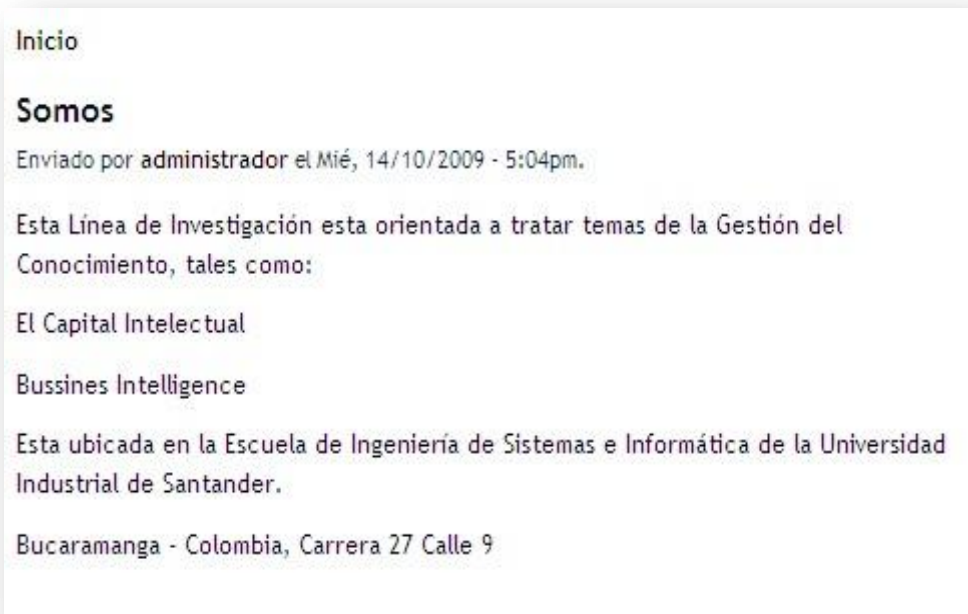 Inicio
Somos
Enviado por administrador el Mié, 14/10/2009 - 5:04pm.
Esta Línea de Investigación esta orientada a tratar temas de la Gestión del
Conocimiento, tales como:
El Capital Intelectual
Bussines Intelligence
Esta ubicada en la Escuela de Ingeniería de Sistemas e Informática de la Universidad
Industrial de Santander.
Bucaramanga - Colombia, Carrera 27 Calle 9